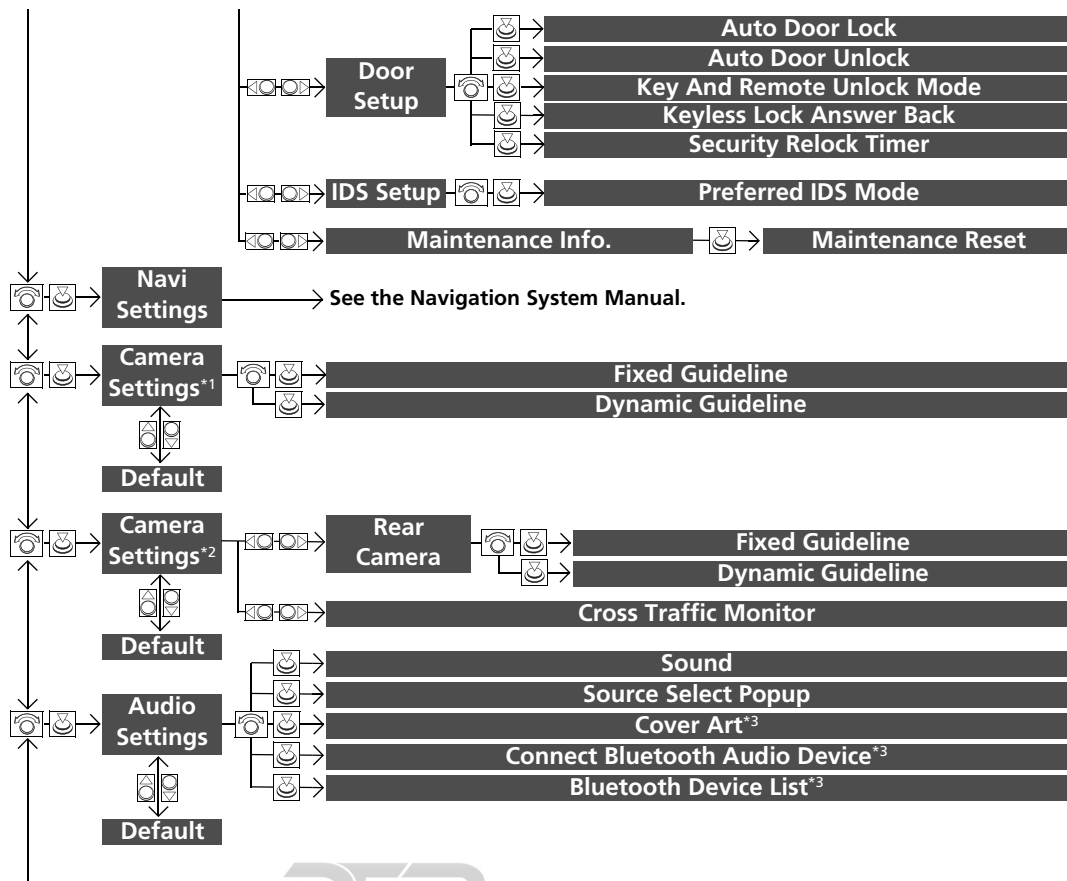 Auto Door Lock
Auto Door Unlock
Door
Setup
Key And Remote Unlock Mode
Keyless Lock Answer Back
Security Relock Timer
IDS Setup
Preferred IDS Mode
Maintenance Info.
Maintenance Reset
Navi
Settings
See the Navigation System Manual.
Camera
Settings*1
Fixed Guideline
Dynamic Guideline
Default
Camera
Settings*2
Rear
Camera
Fixed Guideline
Dynamic Guideline
Cross Traffic Monitor
Default
Audio
Settings
Sound
Source Select Popup
Cover Art*3
Connect Bluetooth Audio Device*3
Bluetooth Device List*3
Default